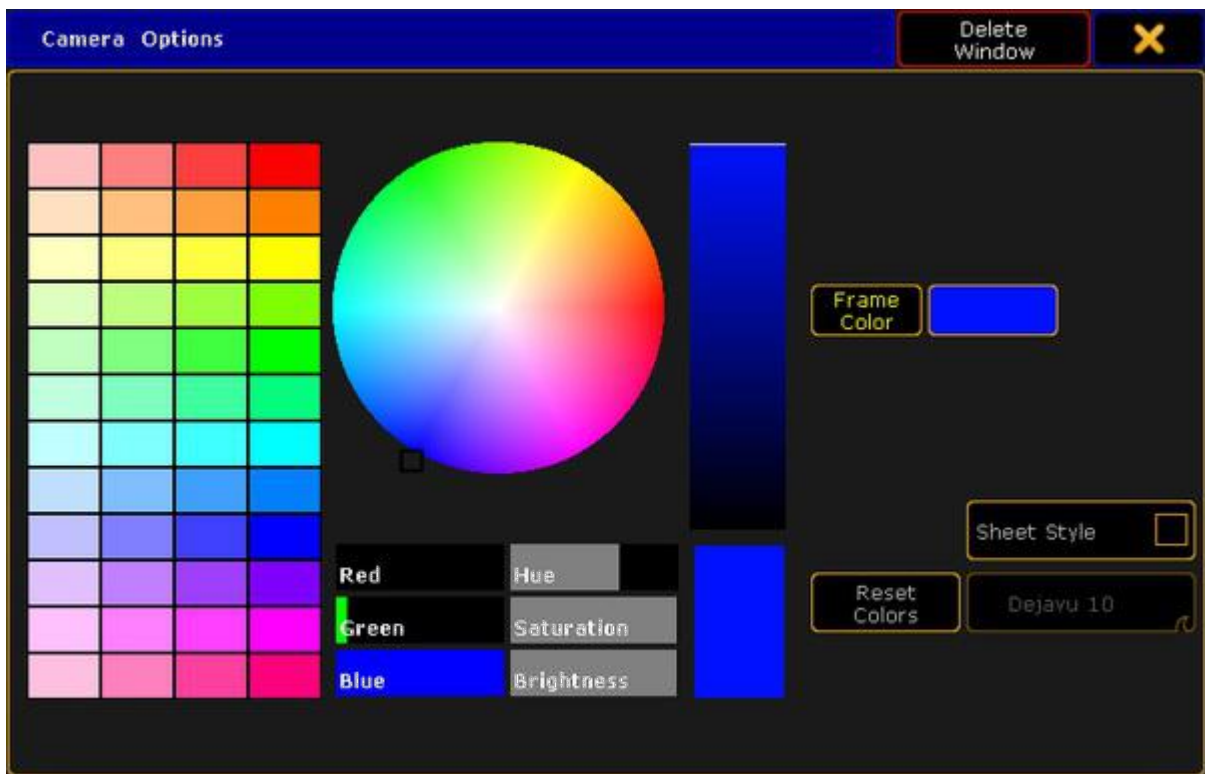 Camera Options
Delete
Window
Frame
Color
Sheet Style
Red
Hue
Reset
Colors
Dejavu 10
Green
Saturation
Blue
Brightness